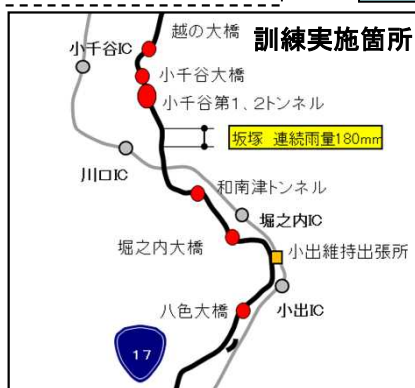 訓練実施箇所
越の大橋
小千谷IC
小千谷大橋
小千谷第1、2トンネル
坂塚 連続雨量180mm
川口IC
和南津トンネル
堀之内IC
堀之内大橋
小出維持出張所
八色大橋
小出IC
17